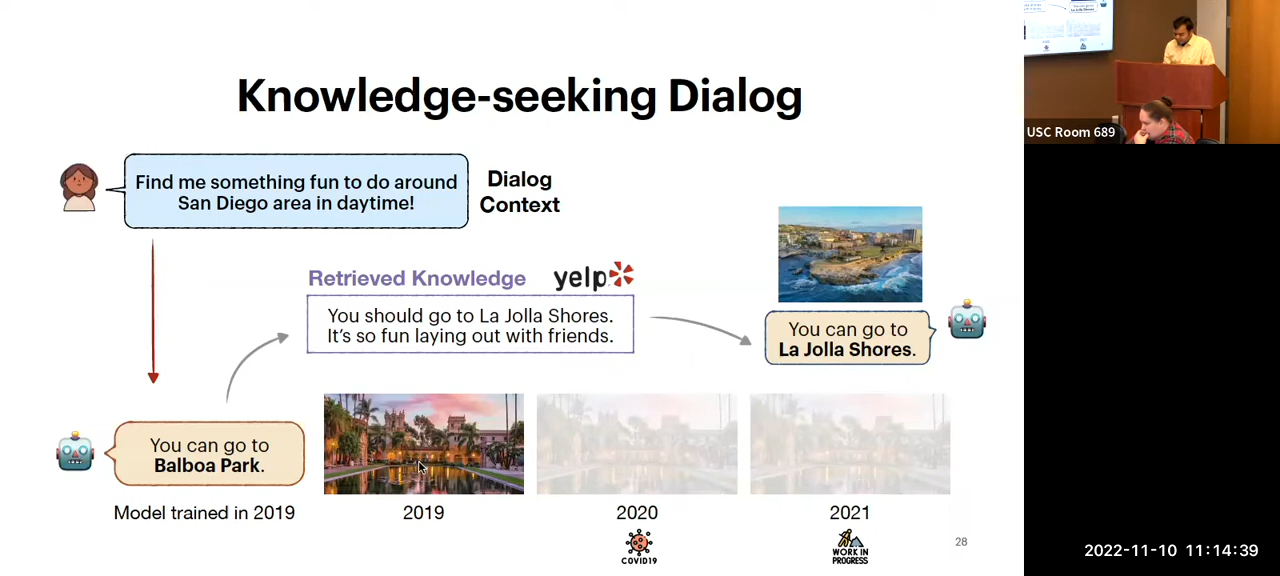 Knowledge-seeking Dialog
Find me something fun to do around
San Diego area in daytime!
Dialog
Context
Retrieved Knowledge
yelp
You should go to La Jolla Shores.
It's so fun laying out with friends.
You can go to
La Jolla Shores.
You can go to
Balboa Park.
Model trained in 2019
2019
2020
2021
COVID19
WORK IN
PROGRESS
28
USC Room 689
2022-11-10 11:14:39